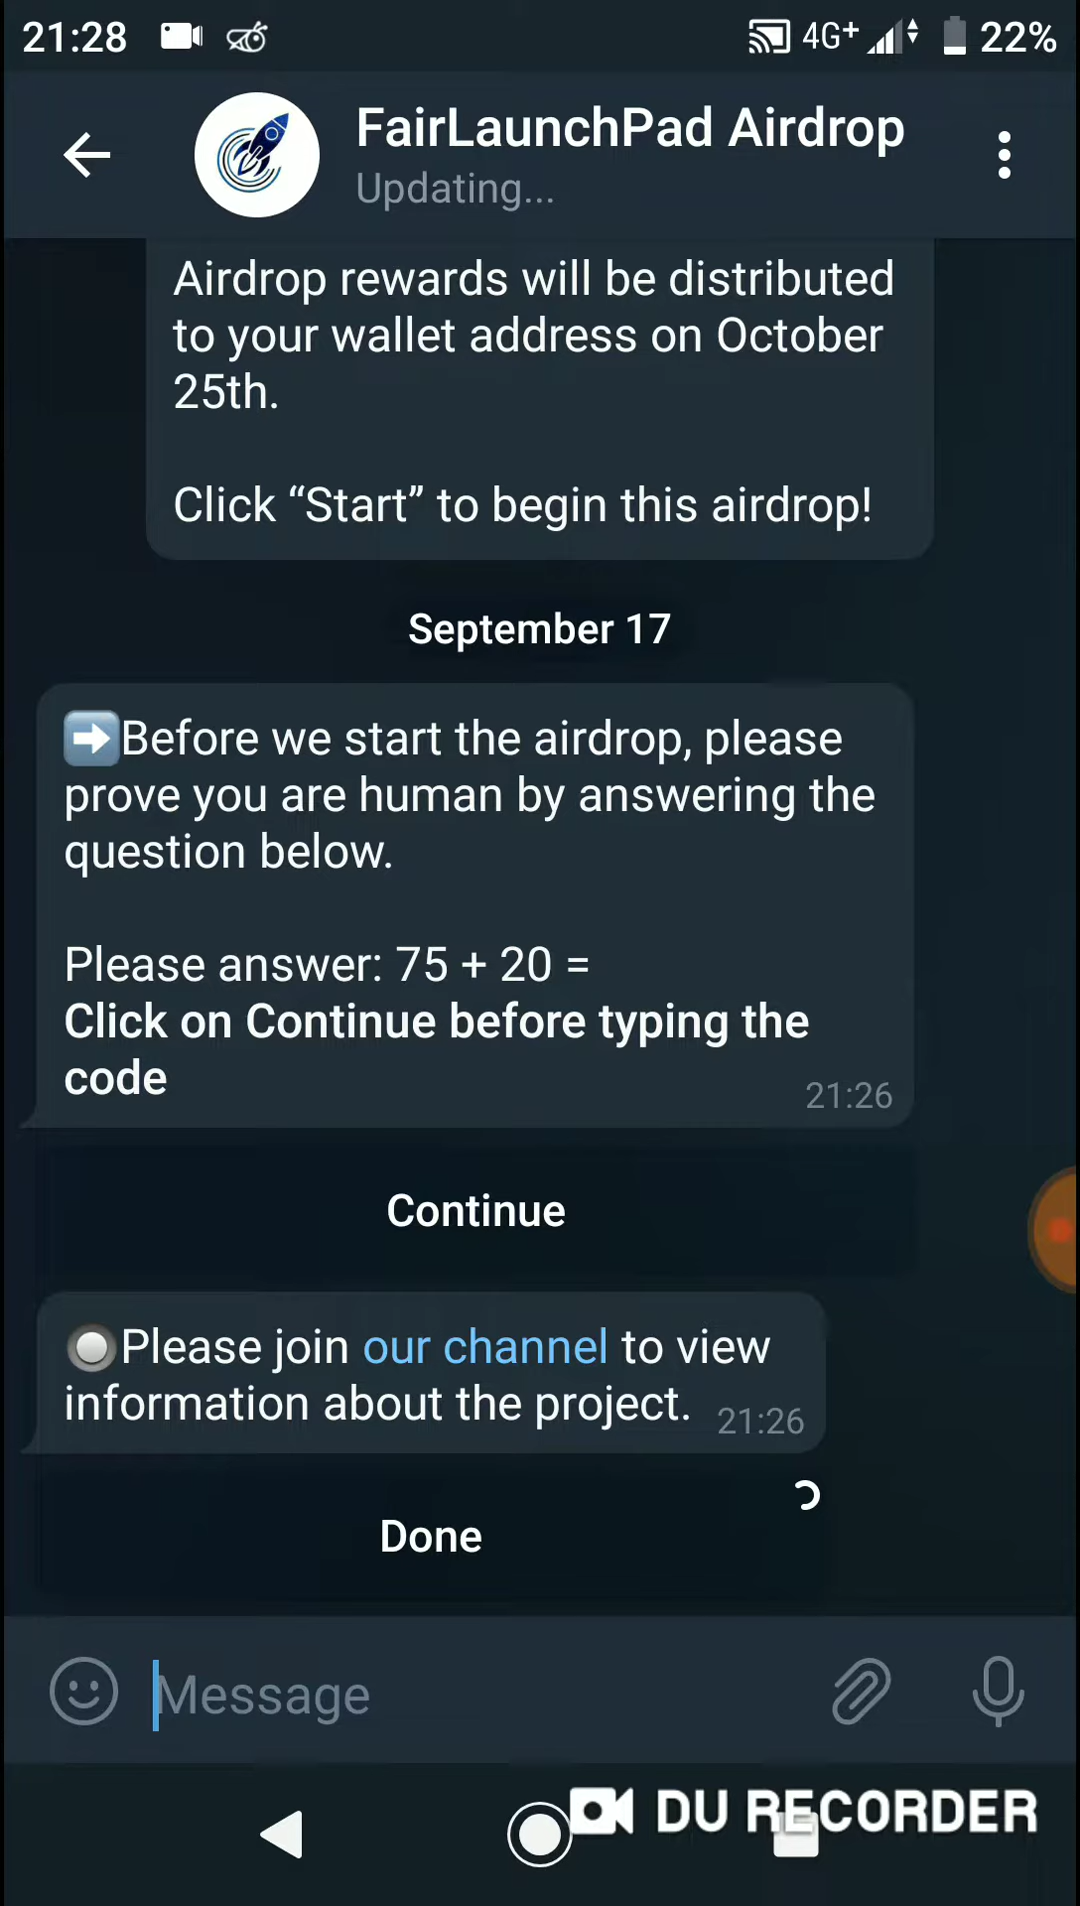 21:28 4G+ 22%
FairLaunchPad Airdrop
Updating...
Airdrop rewards will be distributed
to your wallet address on October
25th.
Click “Start” to begin this airdrop!
September 17
➡Before we start the airdrop, please
prove you are human by answering the
question below.
Please answer: 75 + 20 =
Click on Continue before typing the
code
21:26
Continue
Please join our channel to view
information about the project. 21:26
Done
Message
DU RECORDER